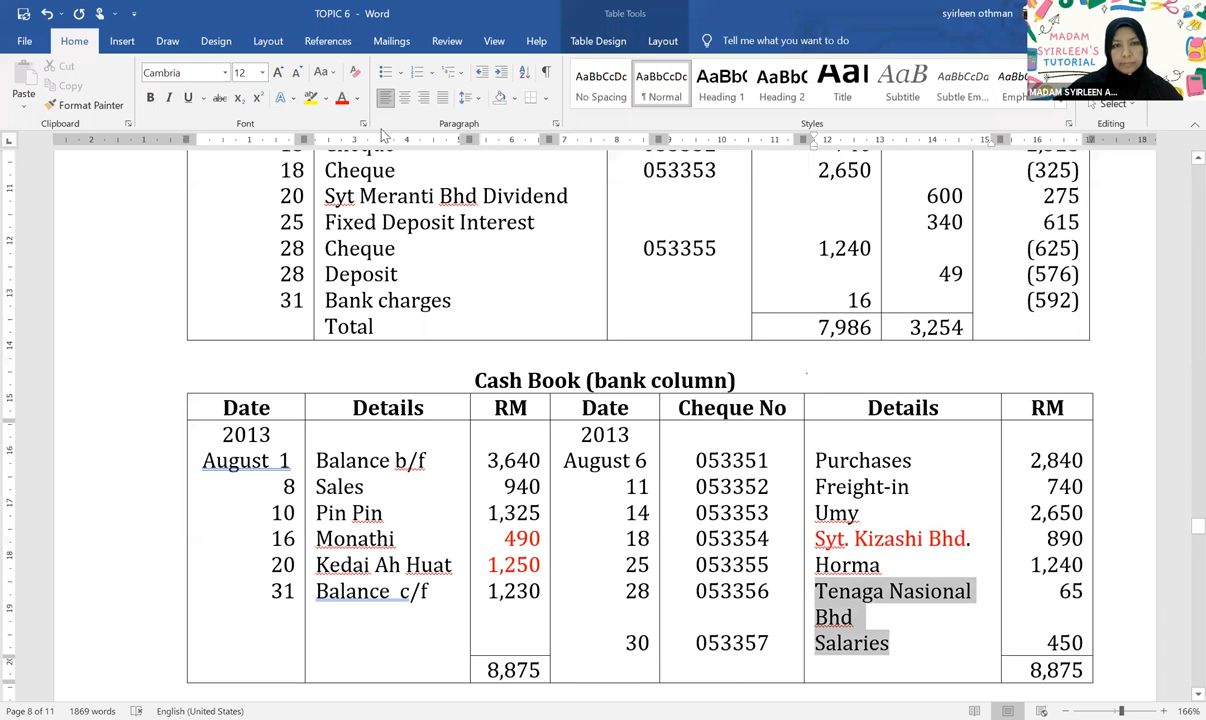 TOPIC 6 - Word
Table Tools
syirleen othman
File Home Insert Draw Design Layout References Mailings Review View Help Table Design Layout Tell me what you want to do
MADAM
SYIRLEEN'S
TUTORIAL
MADAM SYIRLEEN A...
Paste
Cut
Copy
Format Painter
Cambria 12
AaBbCcDc AaBbCcDc AaBbC AaBbCc AaB AaB AaBbCcDc
No Spacing ¶ Normal Heading 1 Heading 2 Title Subtitle Subtle Em...
Select
Clipboard Font Paragraph Styles Editing
18 Cheque 053353 2,650 (325)
20 Syt Meranti Bhd Dividend 600 275
25 Fixed Deposit Interest 340 615
28 Cheque 053355 1,240 (625)
28 Deposit 49 (576)
31 Bank charges 16 (592)
Total 7,986 3,254
Cash Book (bank column)
Date Details RM Date Cheque No Details RM
2013 2013
August 1 Balance b/f 3,640 August 6 053351 Purchases 2,840
8 Sales 940 11 053352 Freight-in 740
10 Pin Pin 1,325 14 053353 Umy 2,650
16 Monathi 490 18 053354 Syt. Kizashi Bhd. 890
20 Kedai Ah Huat 1,250 25 053355 Horma 1,240
31 Balance c/f 1,230 28 053356 Tenaga Nasional 65
Bhd
30 053357 Salaries 450
8,875 8,875
Page 8 of 11 1869 words English (United States) 166%